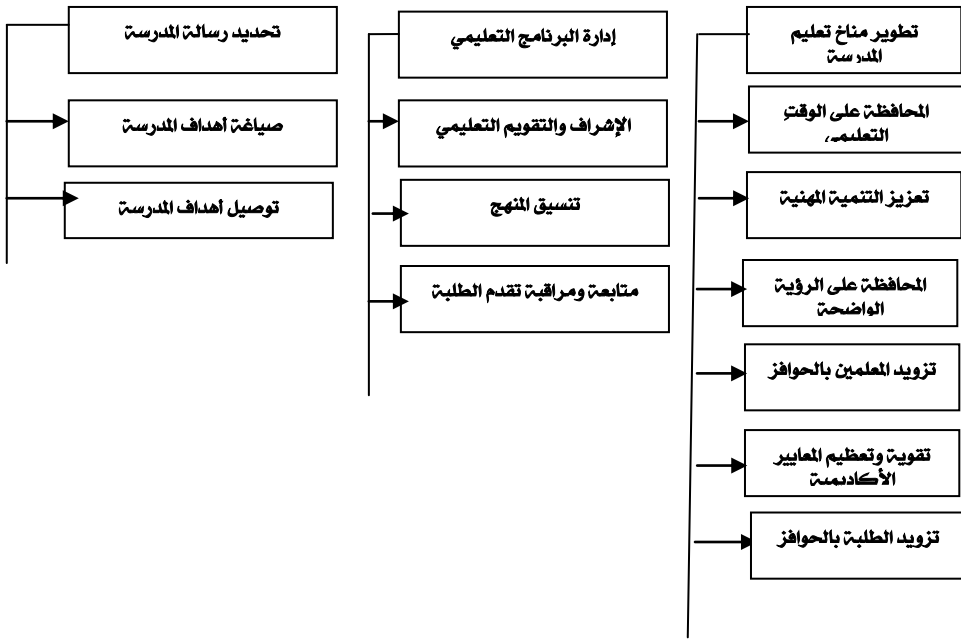 تطوير مناخ تعليم
المدرسة
المحافظة على الوقت
التعليمي
تعزيز التنمية المهنية
المحافظة على الرؤية
الواضحة
تزويد المعلمين بالحوافز
تقوية وتعظيم المعايير
الأكاديمية
تزويد الطلبة بالحوافز
إدارة البرنامج التعليمي
الإشراف والتقويم التعليمي
تنسيق المنهج
متابعة ومراقبة تقدم الطلبة
تحديد رسالة المدرسة
صياغة أهداف المدرسة
توصيل أهداف المدرسة